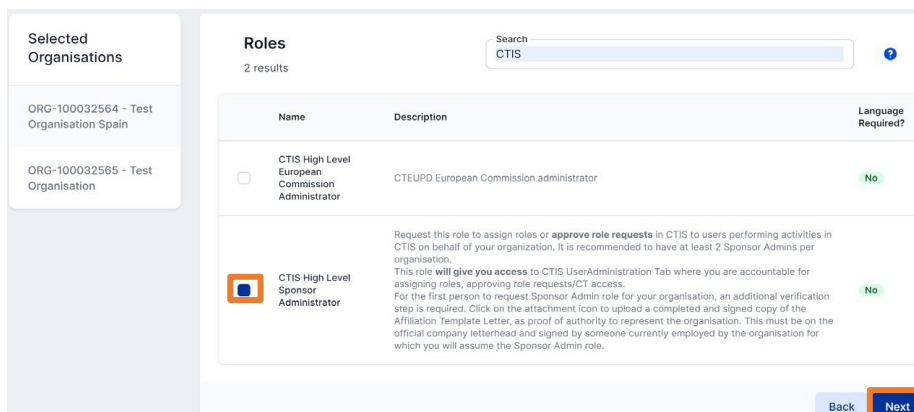 Selected
Organisations
ORG-100032564 - Test
Organisation Spain
ORG-100032565 - Test
Organisation
Roles
2 results
Search
CTIS
?
Name
Description
Language
Required?
CTIS High Level
European
Commission
Administrator
CTEUPD European Commission administrator
No
CTIS High Level
Sponsor
Administrator
Request this role to assign roles or approve role requests in CTIS to users performing activities in
CTIS on behalf of your organization. It is recommended to have at least 2 Sponsor Admins per
organisation.
This role will give you access to CTIS UserAdministration Tab where you are accountable for
assigning roles, approving role requests/CT access.
For the first person to request Sponsor Admin role for your organisation, an additional verification
step is required. Click on the attachment icon to upload a completed and signed copy of the
Affiliation Template Letter, as proof of authority to represent the organisation. This must be on the
official company letterhead and signed by someone currently employed by the organisation for
which you will assume the Sponsor Admin role.
No
Back
Next